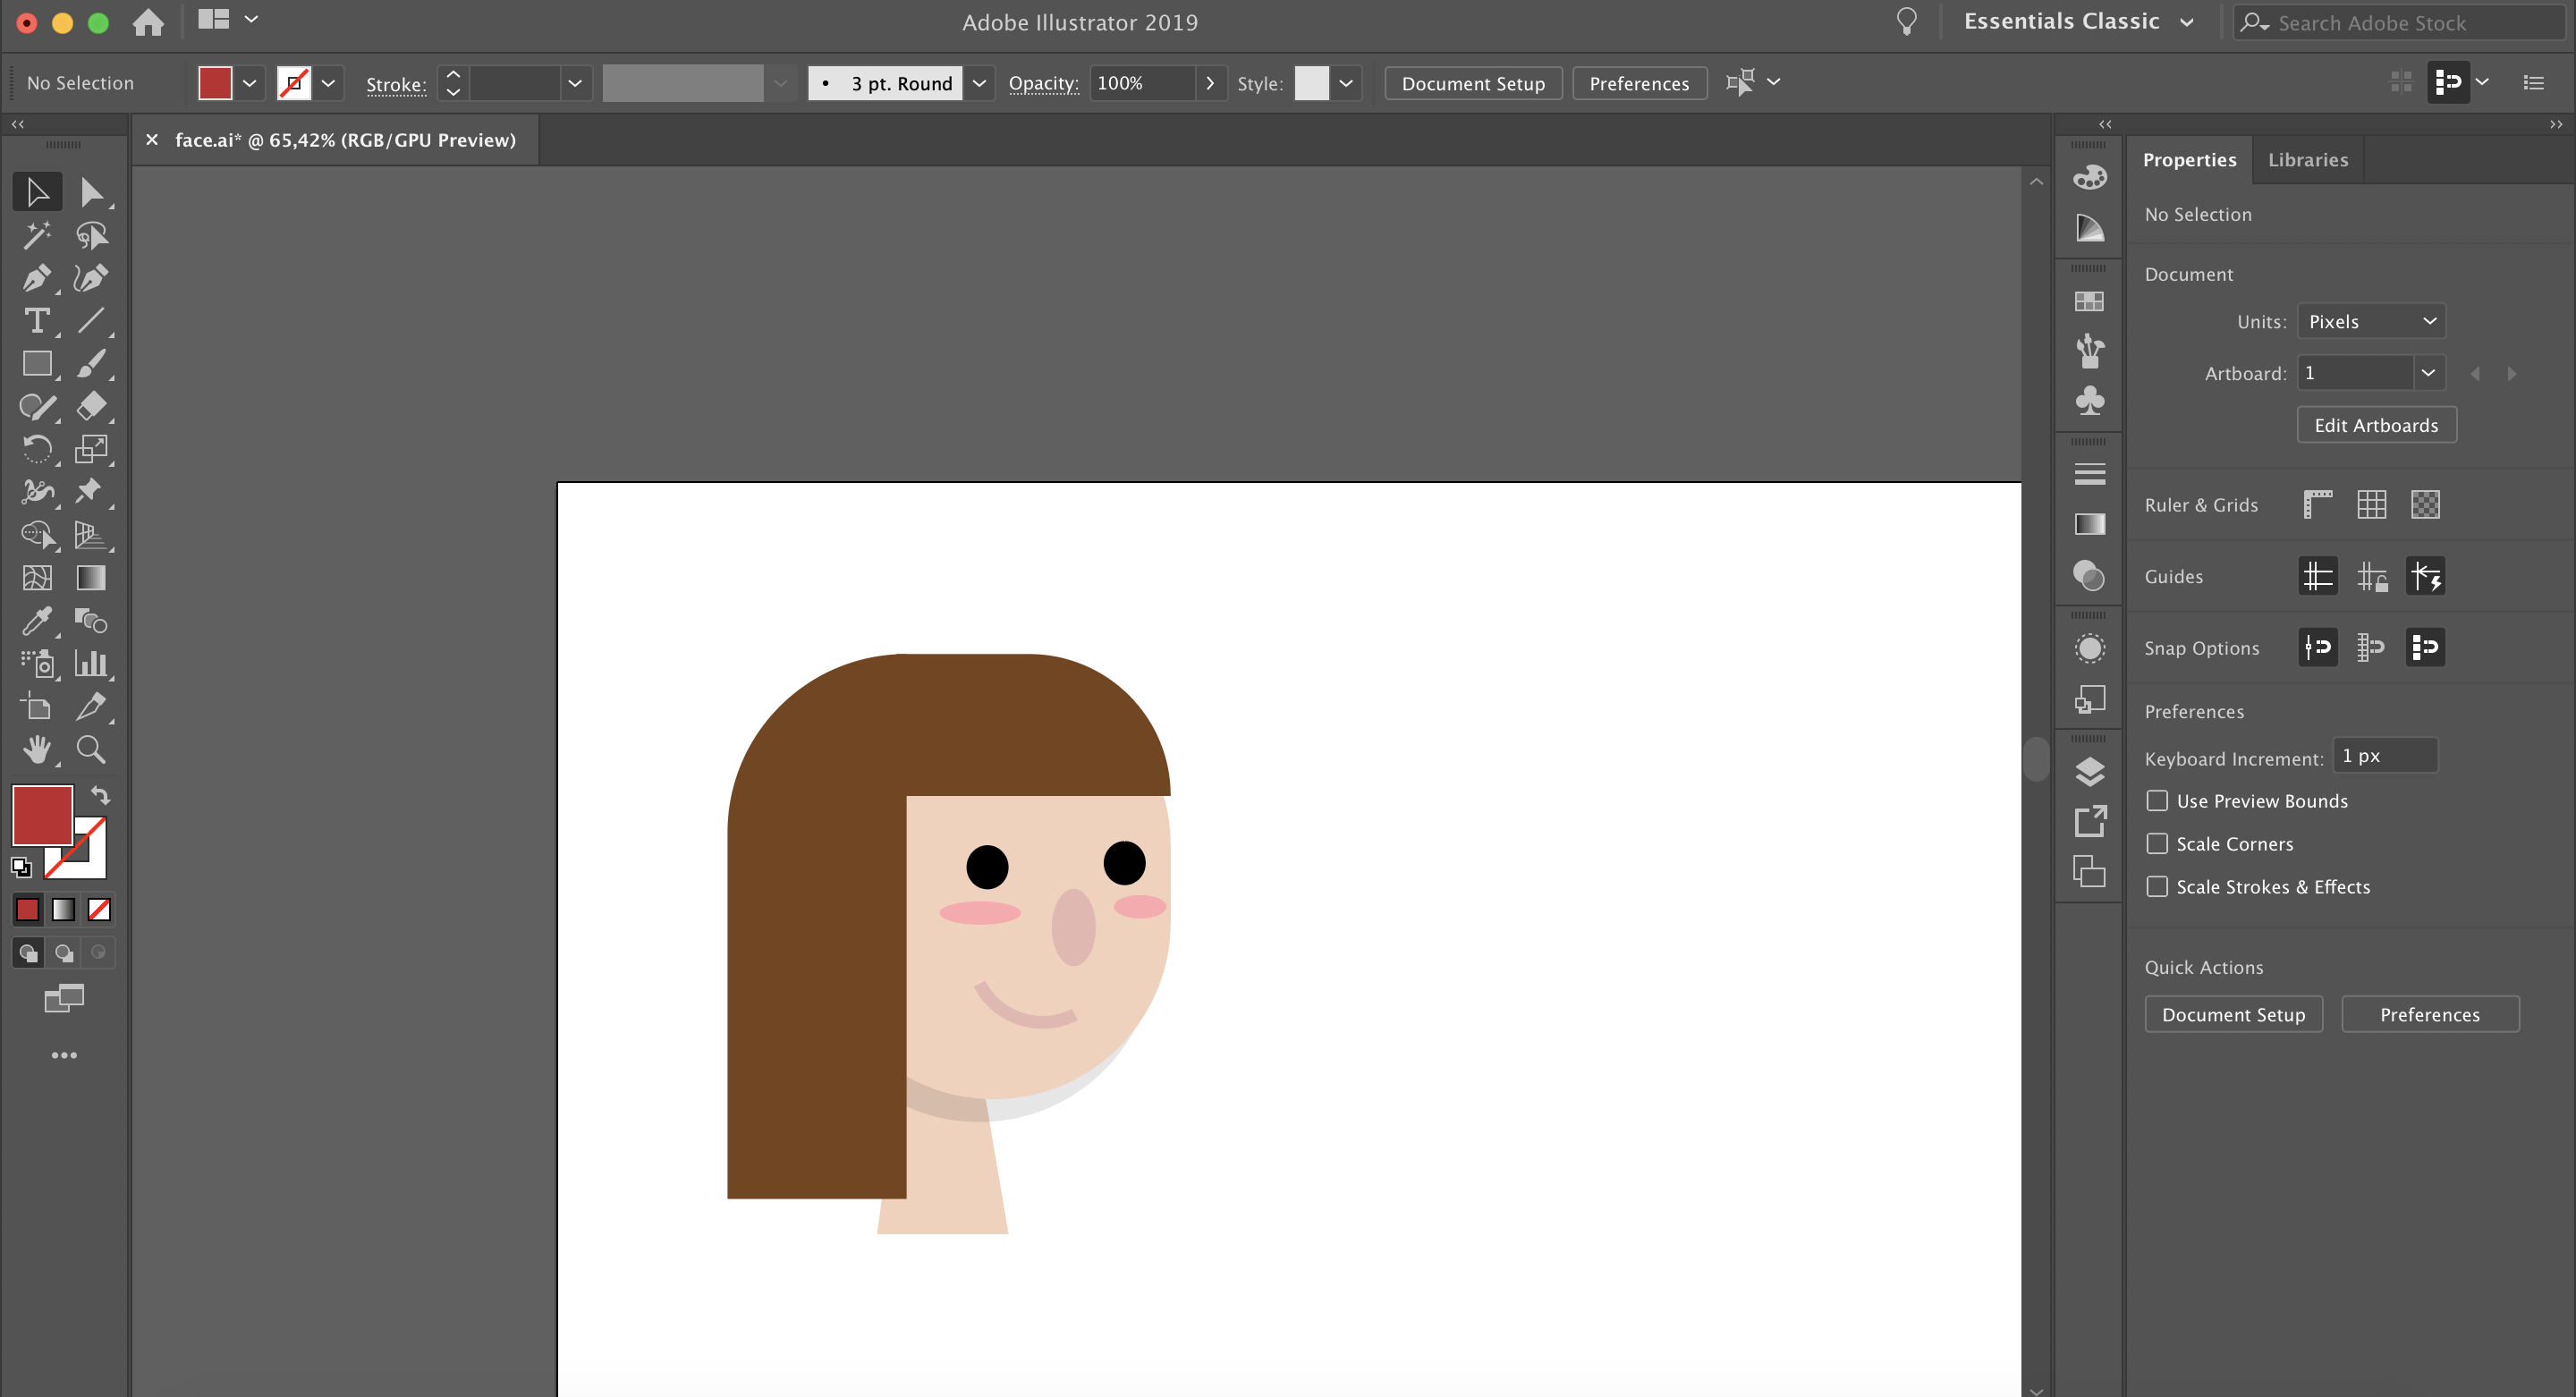 Adobe Illustrator 2019
Essentials Classic
Search Adobe Stock
No Selection
Stroke:
3 pt. Round
Opacity: 100%
Style:
Document Setup
Preferences
face.ai* @ 65,42% (RGB/GPU Preview)
Properties
Libraries
No Selection
Document
Units: Pixels
Artboard: 1
Edit Artboards
Ruler & Grids
Guides
Snap Options
Preferences
Keyboard Increment: 1 px
Use Preview Bounds
Scale Corners
Scale Strokes & Effects
Quick Actions
Document Setup
Preferences